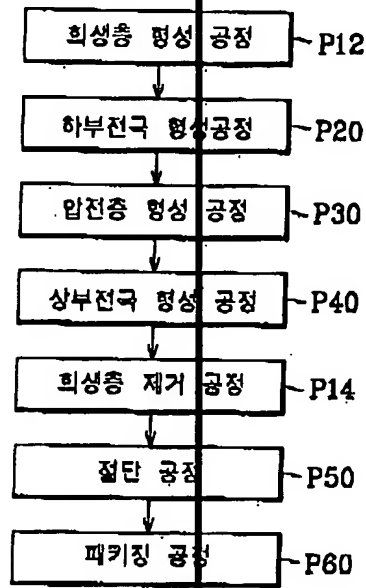 희생층 형성 공정 P12
하부전극 형성공정 P20
압전층 형성 공정 P30
상부전극 형성 공정 P40
희생층 제거 공정 P14
절단 공정 P50
패키징 공정 P60